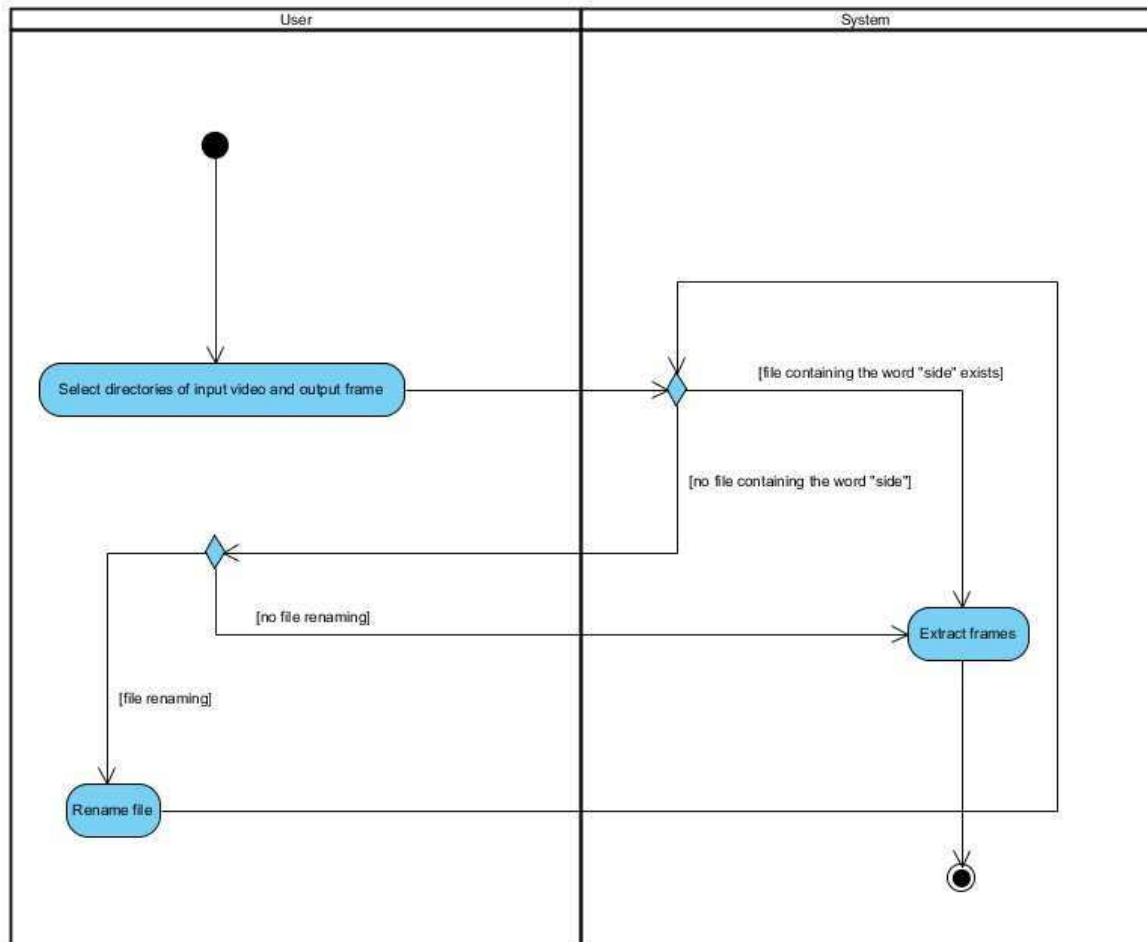 User
System
Select directories of input video and output frame
[file containing the word "side" exists]
[no file containing the word "side"]
[no file renaming]
Extract frames
[file renaming]
Rename file